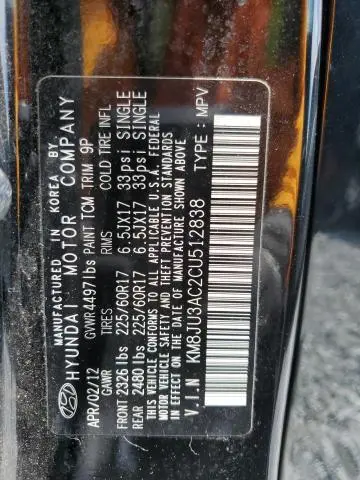 MANUFACTURED IN KOREA BY
HYUNDAI MOTOR COMPANY
APR/02/12 GVWR 4497 lbs PAINT TCM TRIM 9P
GAWR TIRES RIMS COLD TIRE INFL
FRONT 2326 lbs 225/60R17 6.5JX17 33psi SINGLE
REAR 2480 lbs 225/60R17 6.5JX17 33psi SINGLE
THIS VEHICLE CONFORMS TO ALL APPLICABLE U.S.A. FEDERAL
MOTOR VEHICLE SAFETY, BUMPER, AND THEFT PREVENTION STANDARDS
IN EFFECT ON THE DATE OF MANUFACTURE SHOWN ABOVE.
V.I.N KM8JU3AC2CU512838 TYPE : MPV